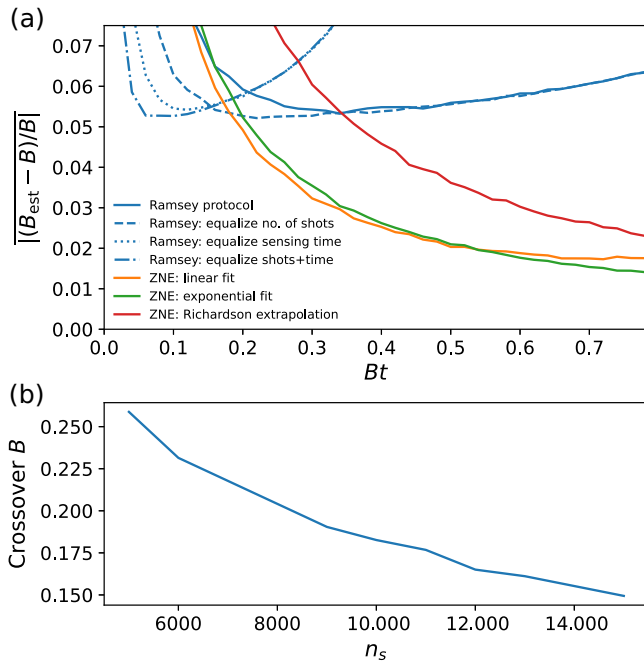 (a)
0.07
0.06
0.05
0.04
0.03
0.02
0.01
0.00
|(B_est − B)/B|
Ramsey protocol
Ramsey: equalize no. of shots
Ramsey: equalize sensing time
Ramsey: equalize shots+time
ZNE: linear fit
ZNE: exponential fit
ZNE: Richardson extrapolation
0.0 0.1 0.2 0.3 0.4 0.5 0.6 0.7
Bt
(b)
0.250
0.225
0.200
0.175
0.150
Crossover B
6000 8000 10.000 12.000 14.000
n_s